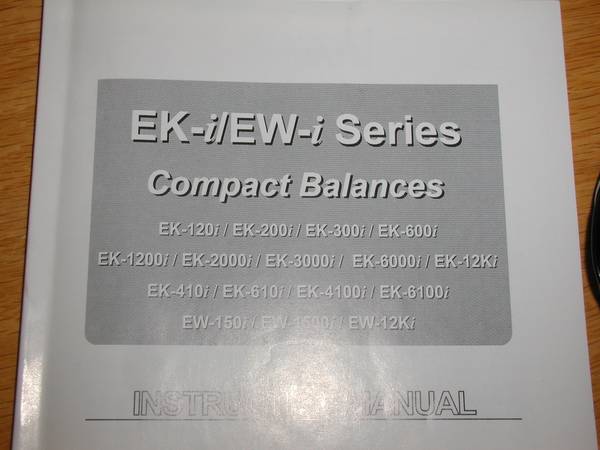 EK-i/EW-i Series
Compact Balances
EK-120i / EK-200i / EK-300i / EK-600i
EK-1200i / EK-2000i / EK-3000i / EK-6000i / EK-12Ki
EK-410i / EK-610i / EK-4100i / EK-6100i
EW-150i / EW-1500i / EW-12Ki
INSTRUCTION MANUAL